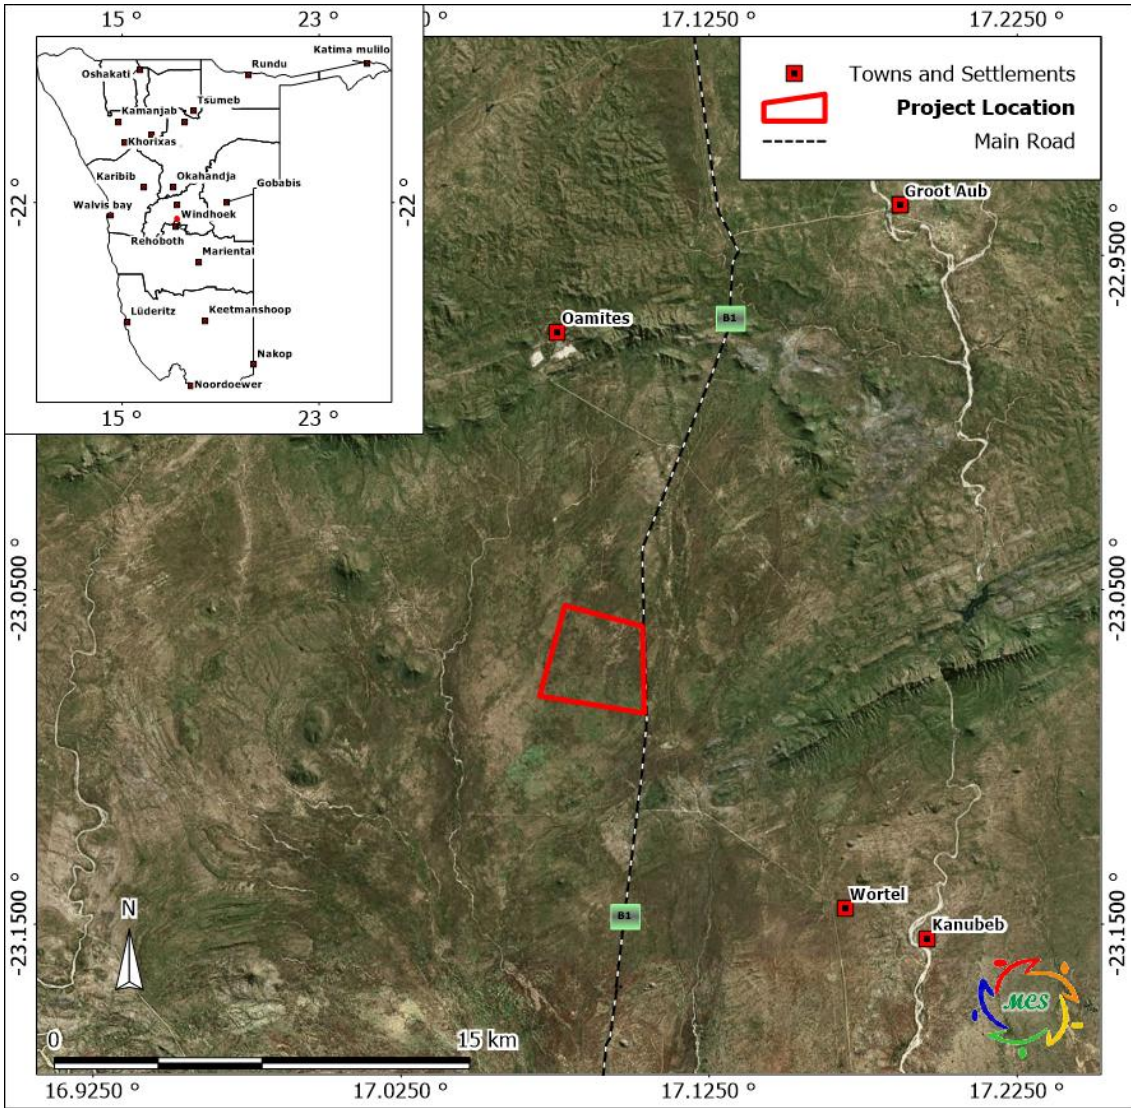 15 °
23 °
0 °
17.1250 °
17.2250 °
Katima mulilo
Rundu
Oshakati
Tsumeb
Kamanjab
Khorixas
Karibib
Okahandja
Gobabis
-22 °
-22 °
Walvis bay
Windhoek
Rehoboth
Mariental
Lüderitz
Keetmanshoop
Nakop
Noordoewer
15 °
23 °
Towns and Settlements
Project Location
Main Road
Groot Aub
-22.9500 °
B1
Oamites
-23.0500 °
-23.0500 °
Wortel
B1
Kanubeb
-23.1500 °
-23.1500 °
N
MCS
0
15 km
16.9250 °
17.0250 °
17.1250 °
17.2250 °